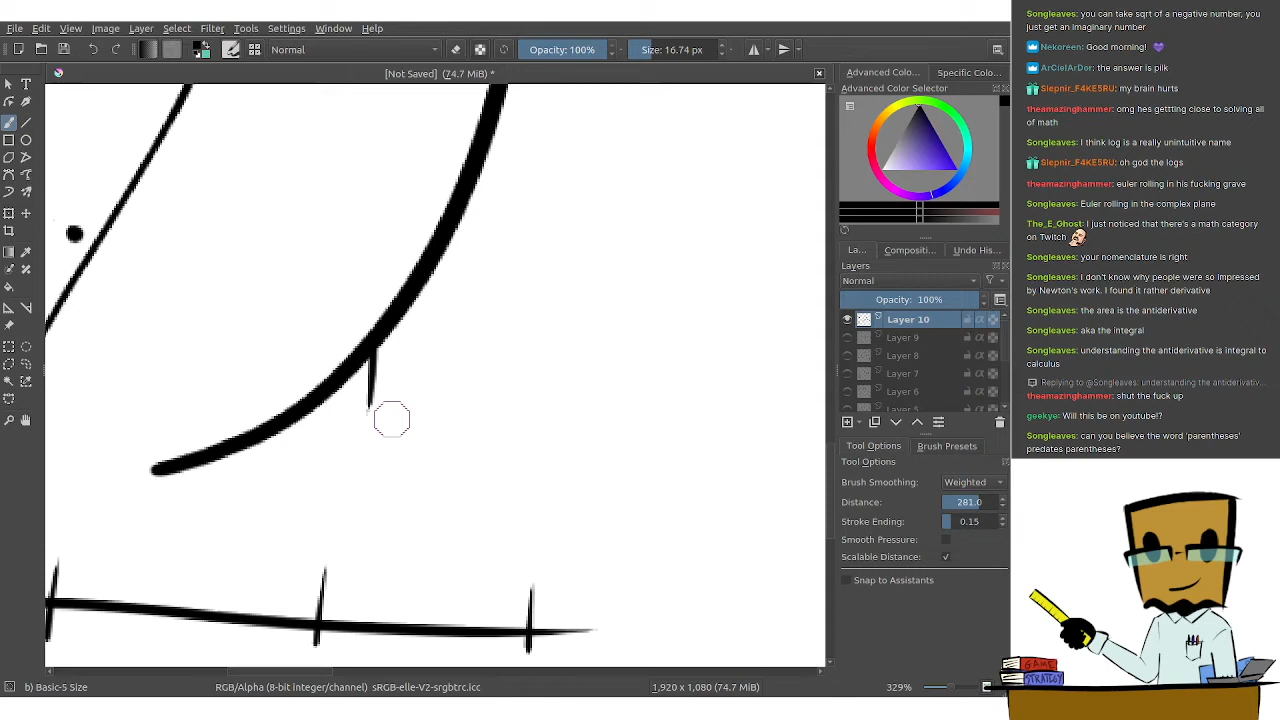 File Edit View Image Layer Select Filter Tools Settings Window Help
Normal
Opacity: 100%
Size: 16.74 px
[Not Saved] (74.7 MiB) *
Advanced Colo...
Specific Colo...
Advanced Color Selector
La...
Compositi...
Undo His...
Layers
Normal
Opacity: 100%
Layer 10
Layer 9
Layer 8
Layer 7
Layer 6
Layer 5
Tool Options
Brush Presets
Tool Options
Brush Smoothing: Weighted
Distance: 281.0
Stroke Ending: 0.15
Smooth Pressure:
Scalable Distance: ✓
Snap to Assistants
b) Basic-5 Size
RGB/Alpha (8-bit integer/channel) sRGB-elle-V2-srgbtrc.icc
1,920 x 1,080 (74.7 MiB)
329%
Songleaves: you can take sqrt of a negative number, you
just get an imaginary number
Nekoreen: Good morning!
ArCielArDor: the answer is pilk
Slepnir_F4KE5RU: my brain hurts
theamazinghammer: omg hes gettting close to solving all
of math
Songleaves: I think log is a really unintuitive name
Slepnir_F4KE5RU: oh god the logs
theamazinghammer: euler rolling in his fucking grave
Songleaves: Euler rolling in the complex plane
The_E_Ghost: I just noticed that there's a math category
on Twitch
Songleaves: your nomenclature is right
Songleaves: I don't know why people were so impressed
by Newton's work. I found it rather derivative
Songleaves: the area is the antiderivative
Songleaves: aka the integral
Songleaves: understanding the antiderivative is integral to
calculus
Replying to @Songleaves: understanding the antiderivativ...
theamazinghammer: shut the fuck up
geekye: Will this be on youtube!?
Songleaves: can you believe the word 'parentheses'
predates parentheses?
GAME
STRATEGY